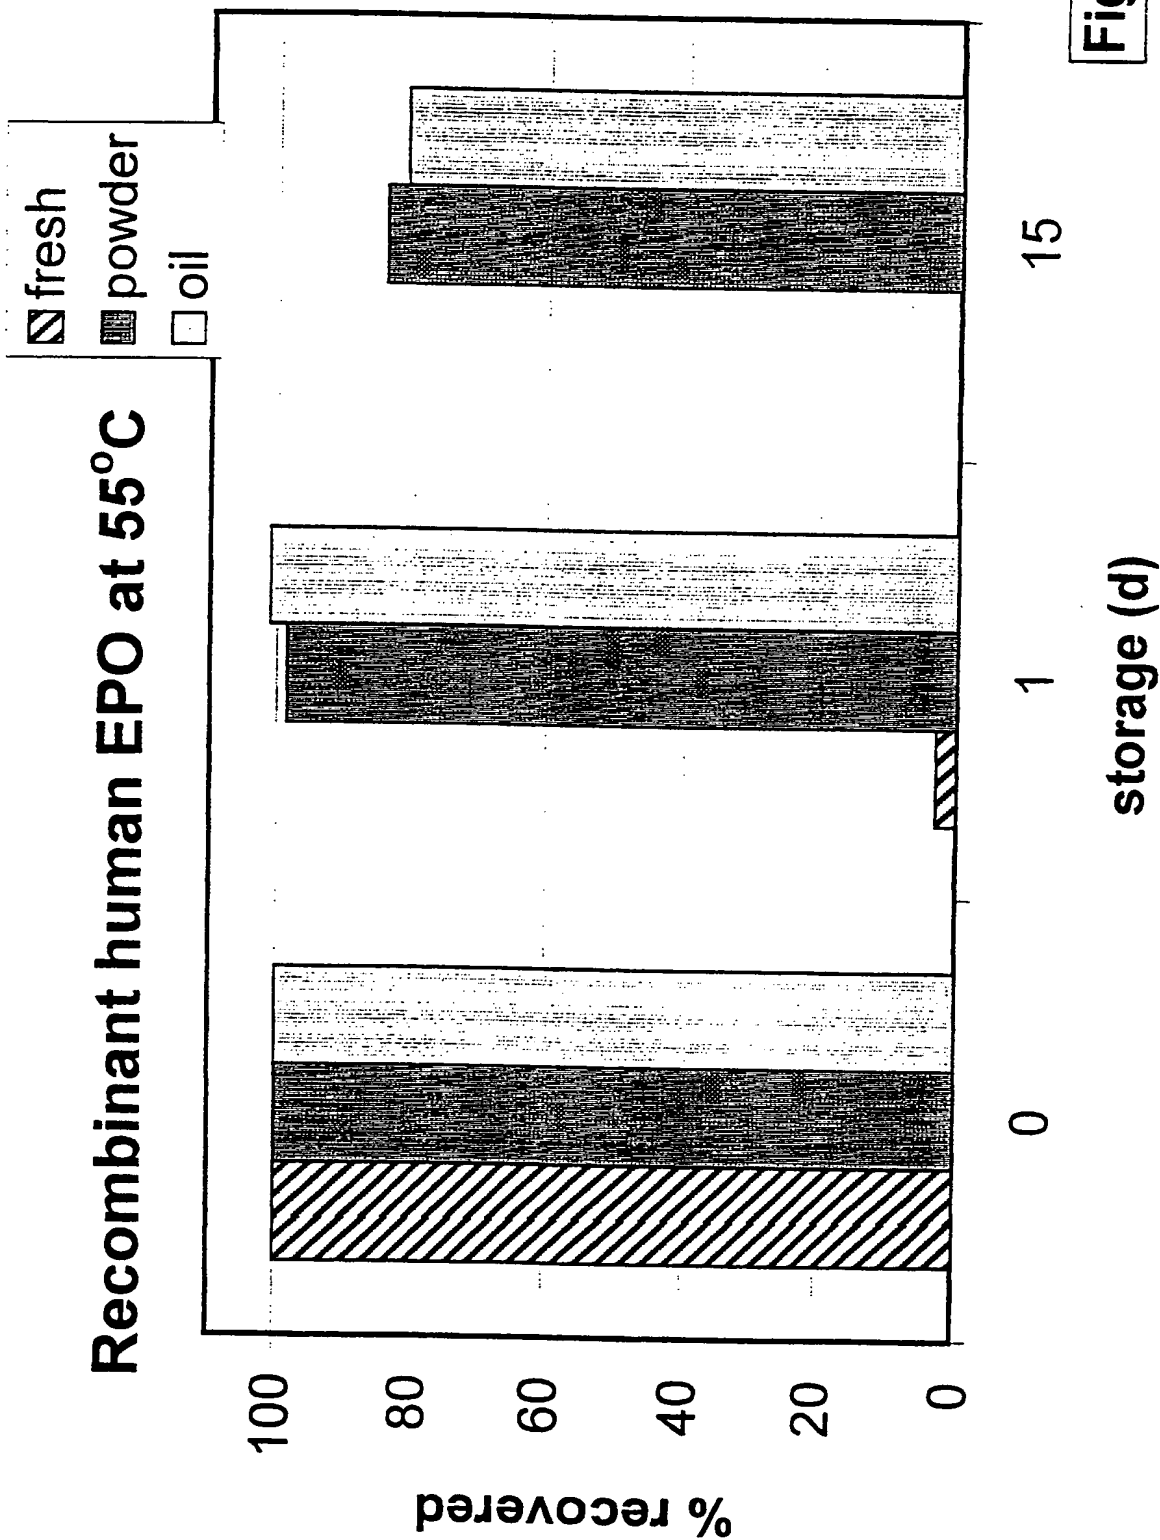 Recombinant human EPO at 55°C
fresh
powder
oil
% recovered
100
80
60
40
20
0
0
1
15
storage (d)
Fig